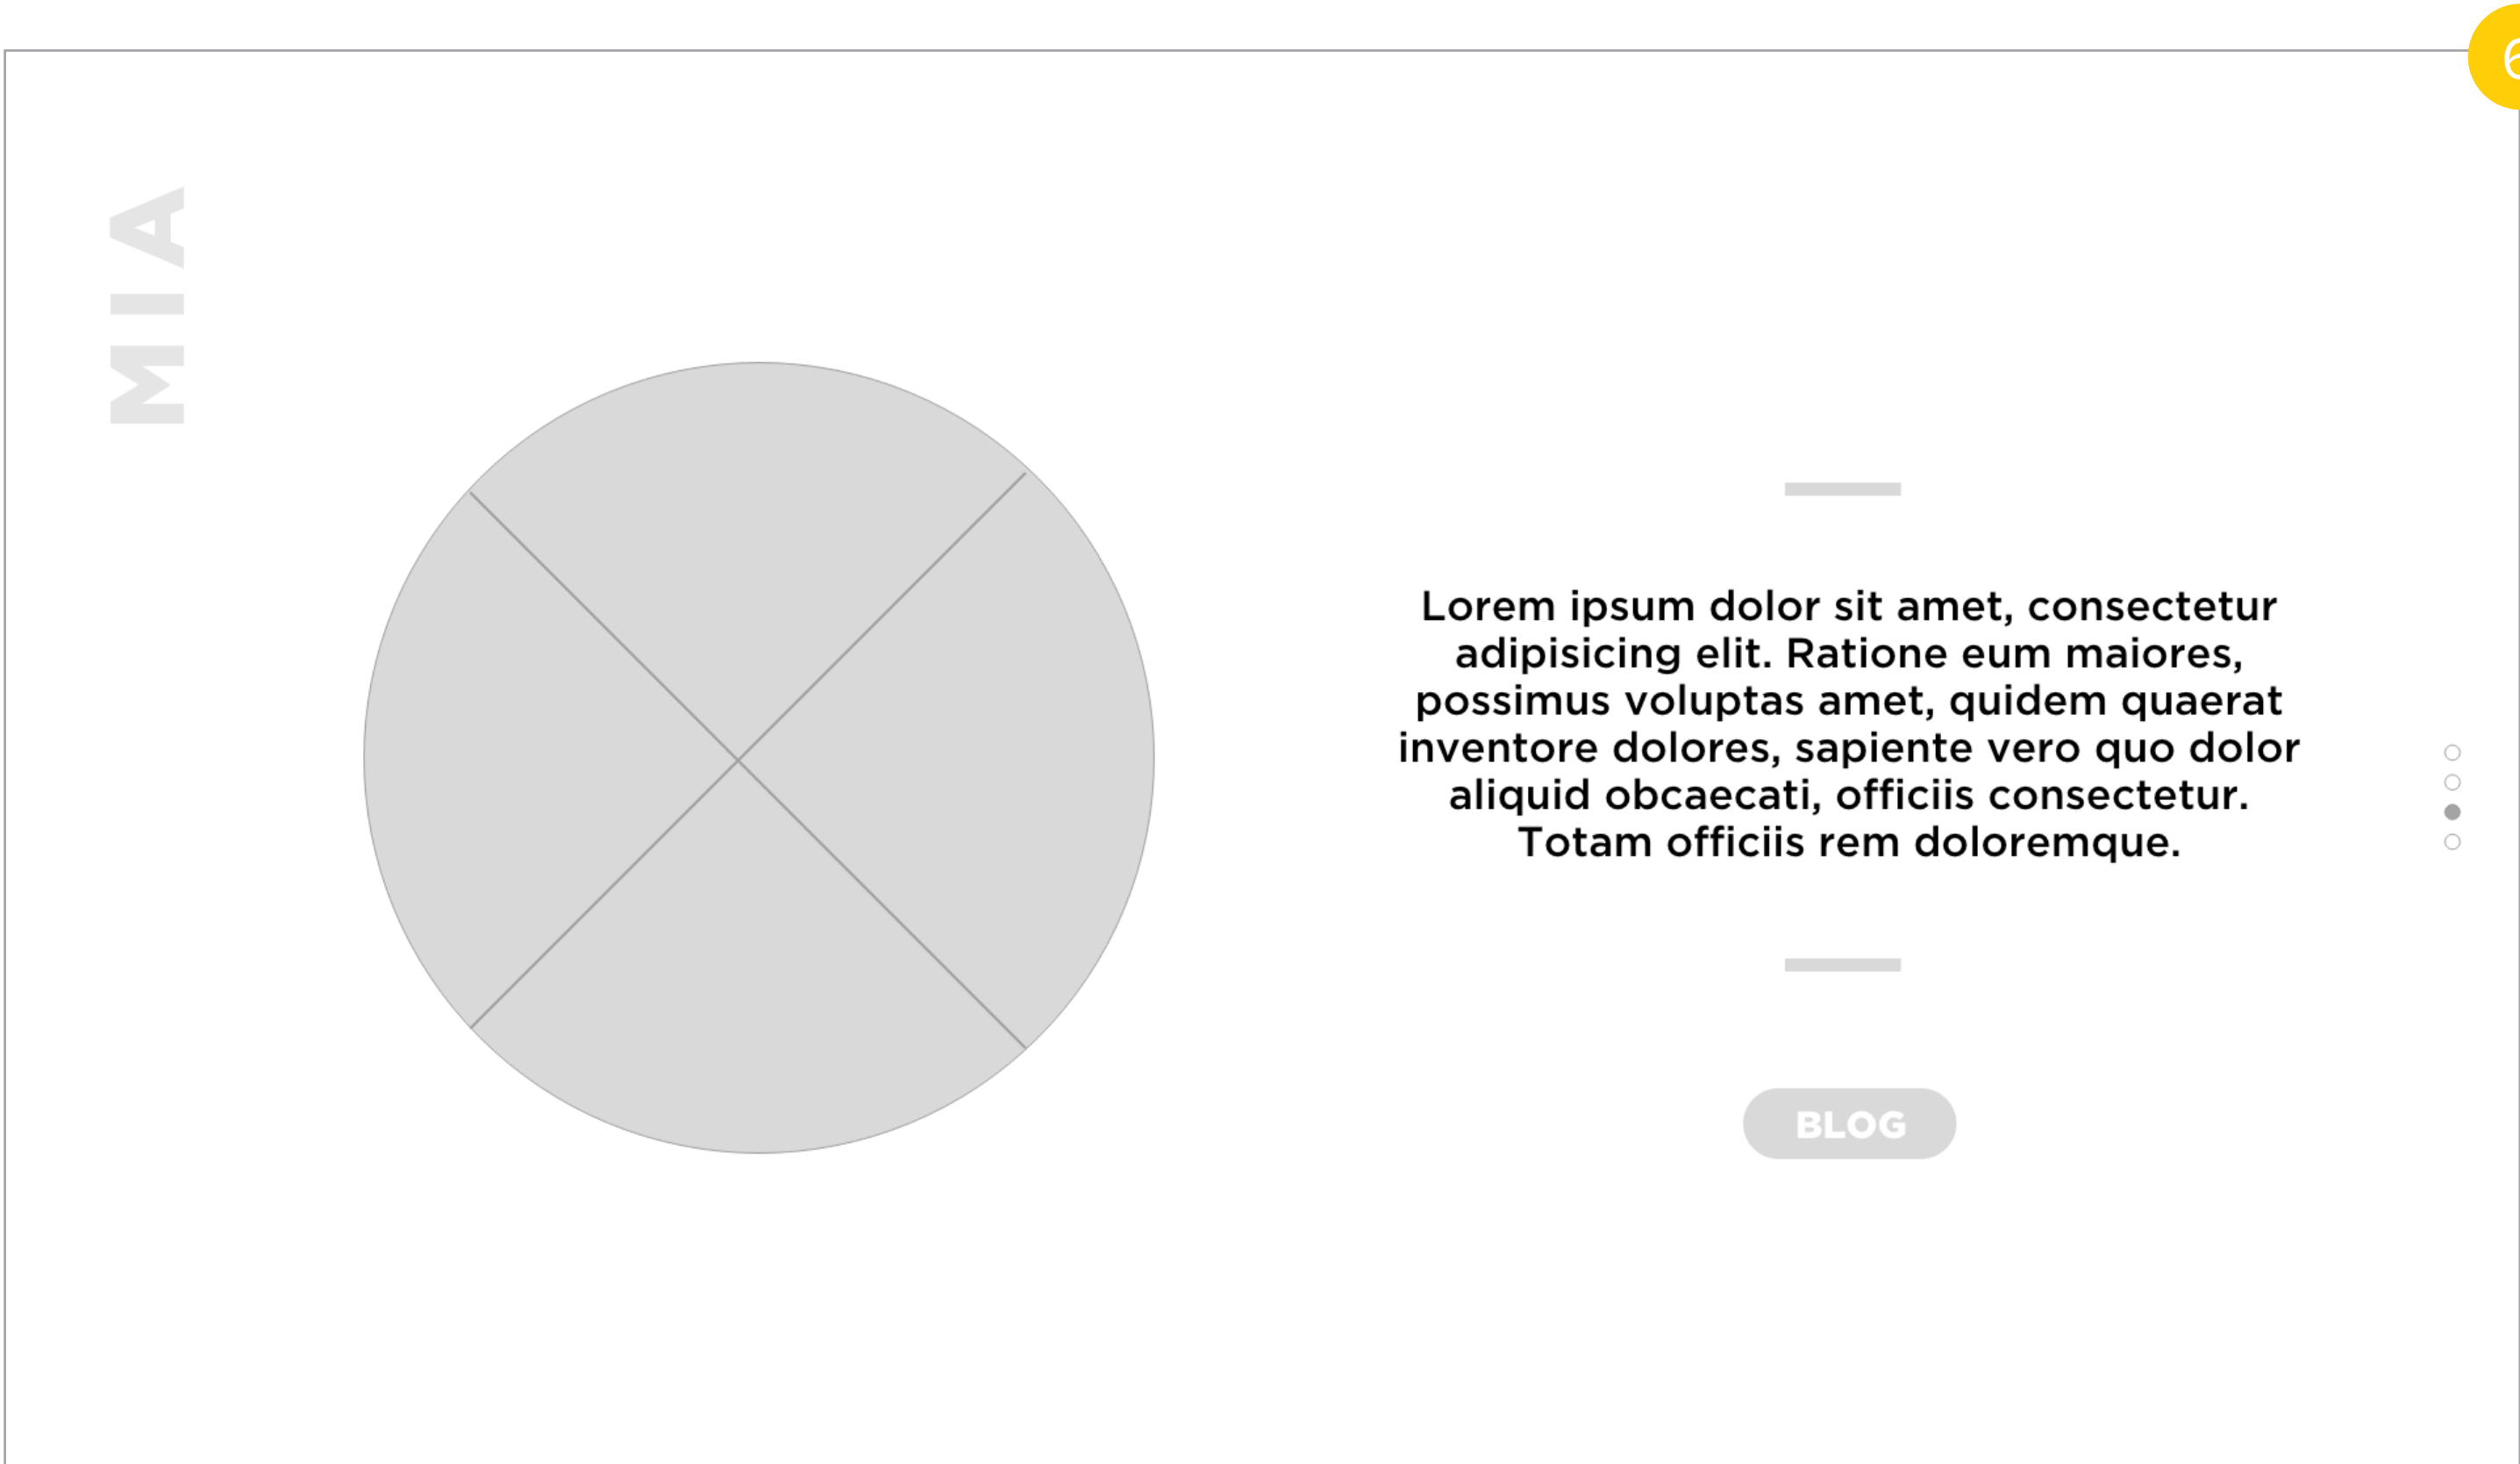 6
MIA
Lorem ipsum dolor sit amet, consectetur
adipisicing elit. Ratione eum maiores,
possimus voluptas amet, quidem quaerat
inventore dolores, sapiente vero quo dolor
aliquid obcaecati, officiis consectetur.
Totam officiis rem doloremque.
BLOG